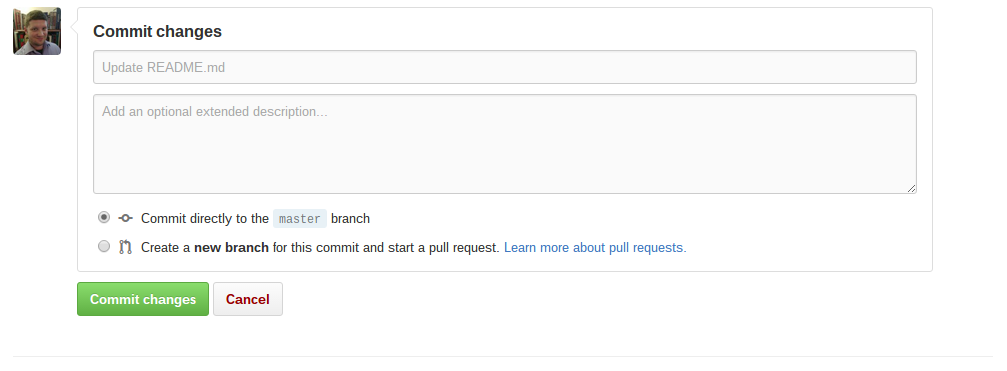 Commit changes
Update README.md
Add an optional extended description...
Commit directly to the master branch
Create a new branch for this commit and start a pull request. Learn more about pull requests.
Commit changes Cancel